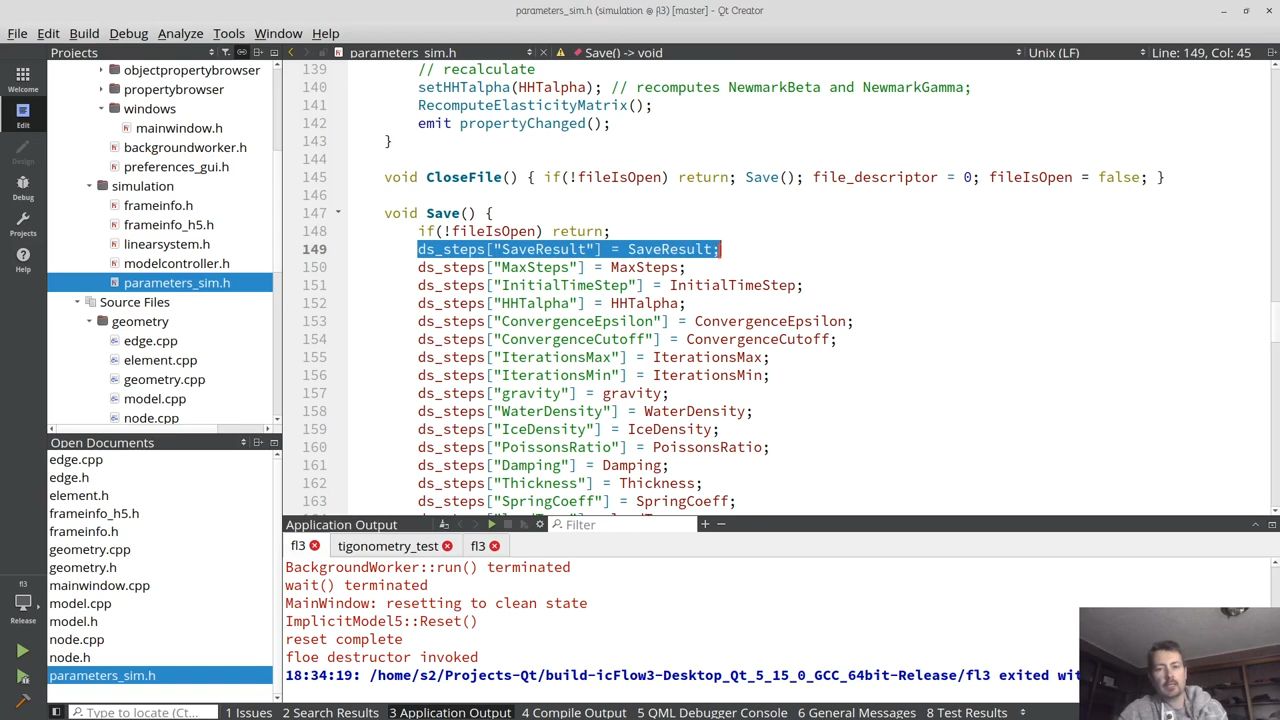 parameters_sim.h (simulation @ fl3) [master] - Qt Creator
File Edit Build Debug Analyze Tools Window Help
Projects
parameters_sim.h
Save() -> void
Unix (LF)
Line: 149, Col: 45
Welcome
Edit
Design
Debug
Projects
Help
fl3
Release
objectpropertybrowser
propertybrowser
windows
mainwindow.h
backgroundworker.h
preferences_gui.h
simulation
frameinfo.h
frameinfo_h5.h
linearsystem.h
modelcontroller.h
parameters_sim.h
Source Files
geometry
edge.cpp
element.cpp
geometry.cpp
model.cpp
node.cpp
Open Documents
edge.cpp
edge.h
element.h
frameinfo_h5.h
frameinfo.h
geometry.cpp
geometry.h
mainwindow.cpp
model.cpp
model.h
node.cpp
node.h
parameters_sim.h
139 // recalculate
140 setHHTalpha(HHTalpha); // recomputes NewmarkBeta and NewmarkGamma;
141 RecomputeElasticityMatrix();
142 emit propertyChanged();
143 }
144
145 void CloseFile() { if(!fileIsOpen) return; Save(); file_descriptor = 0; fileIsOpen = false; }
146
147 void Save() {
148 if(!fileIsOpen) return;
149 ds_steps["SaveResult"] = SaveResult;
150 ds_steps["MaxSteps"] = MaxSteps;
151 ds_steps["InitialTimeStep"] = InitialTimeStep;
152 ds_steps["HHTalpha"] = HHTalpha;
153 ds_steps["ConvergenceEpsilon"] = ConvergenceEpsilon;
154 ds_steps["ConvergenceCutoff"] = ConvergenceCutoff;
155 ds_steps["IterationsMax"] = IterationsMax;
156 ds_steps["IterationsMin"] = IterationsMin;
157 ds_steps["gravity"] = gravity;
158 ds_steps["WaterDensity"] = WaterDensity;
159 ds_steps["IceDensity"] = IceDensity;
160 ds_steps["PoissonsRatio"] = PoissonsRatio;
161 ds_steps["Damping"] = Damping;
162 ds_steps["Thickness"] = Thickness;
163 ds_steps["SpringCoeff"] = SpringCoeff;
Application Output
Filter
fl3 tigonometry_test fl3
BackgroundWorker::run() terminated
wait() terminated
MainWindow: resetting to clean state
ImplicitModel5::Reset()
reset complete
floe destructor invoked
18:34:19: /home/s2/Projects-Qt/build-icFlow3-Desktop_Qt_5_15_0_GCC_64bit-Release/fl3 exited wit
Type to locate (Ct...
1 Issues 2 Search Results 3 Application Output 4 Compile Output 5 QML Debugger Console 6 General Messages 8 Test Results